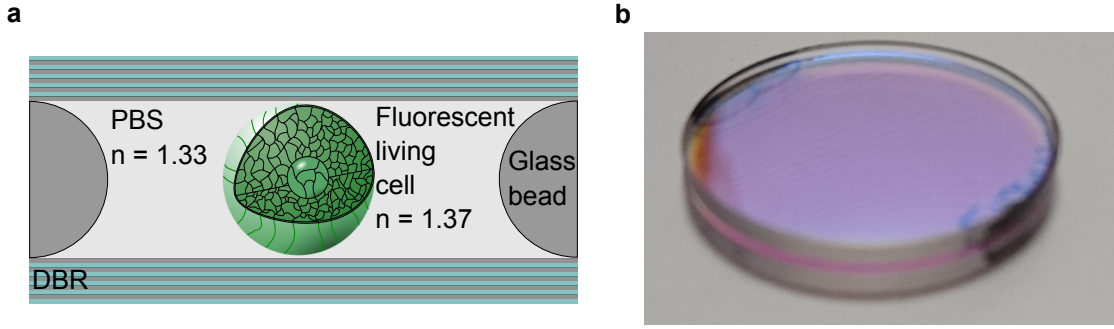 a
b
PBS
n = 1.33
Fluorescent
living
cell
n = 1.37
Glass
bead
DBR